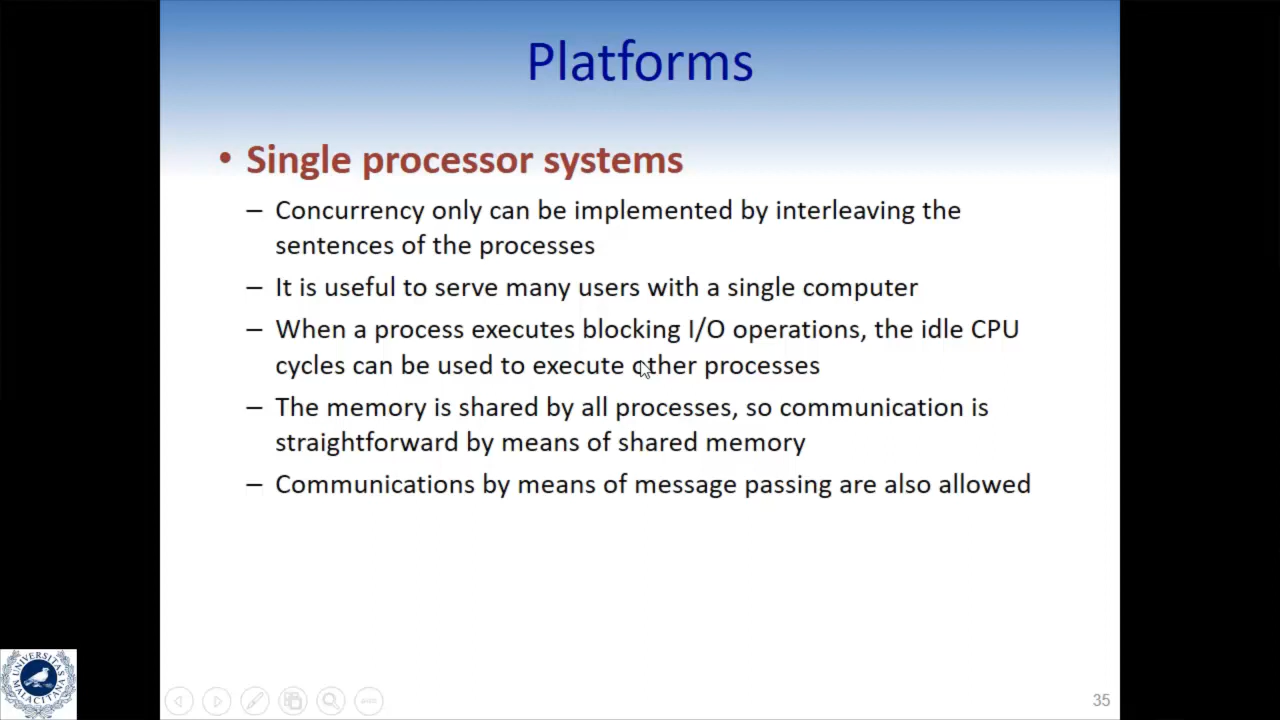 Platforms
• Single processor systems
– Concurrency only can be implemented by interleaving the
sentences of the processes
– It is useful to serve many users with a single computer
– When a process executes blocking I/O operations, the idle CPU
cycles can be used to execute other processes
– The memory is shared by all processes, so communication is
straightforward by means of shared memory
– Communications by means of message passing are also allowed
UNIVERSITAS
MALACITANA
35